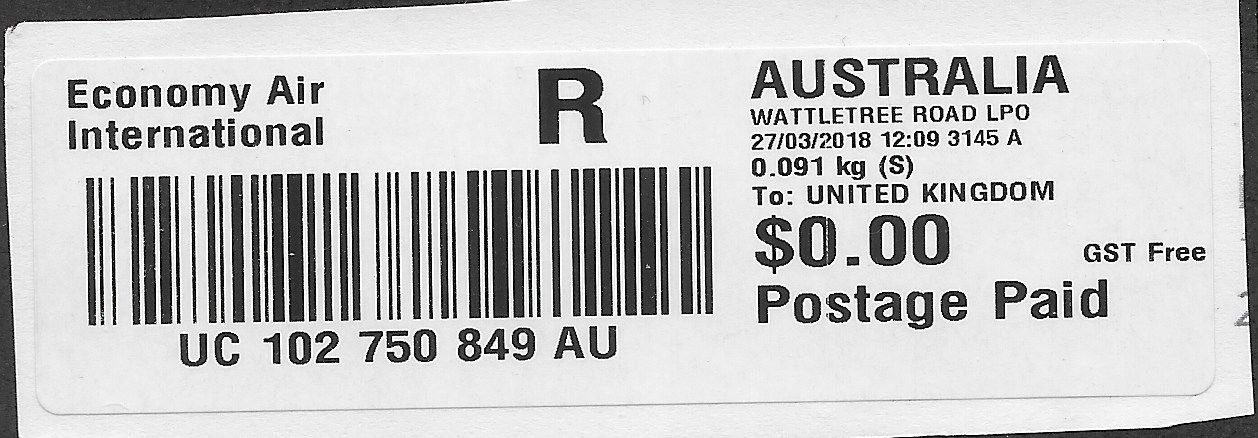 Economy Air
International
R
UC 102 750 849 AU
AUSTRALIA
WATTLETREE ROAD LPO
27/03/2018 12:09 3145 A
0.091 kg (S)
To: UNITED KINGDOM
$0.00
GST Free
Postage Paid